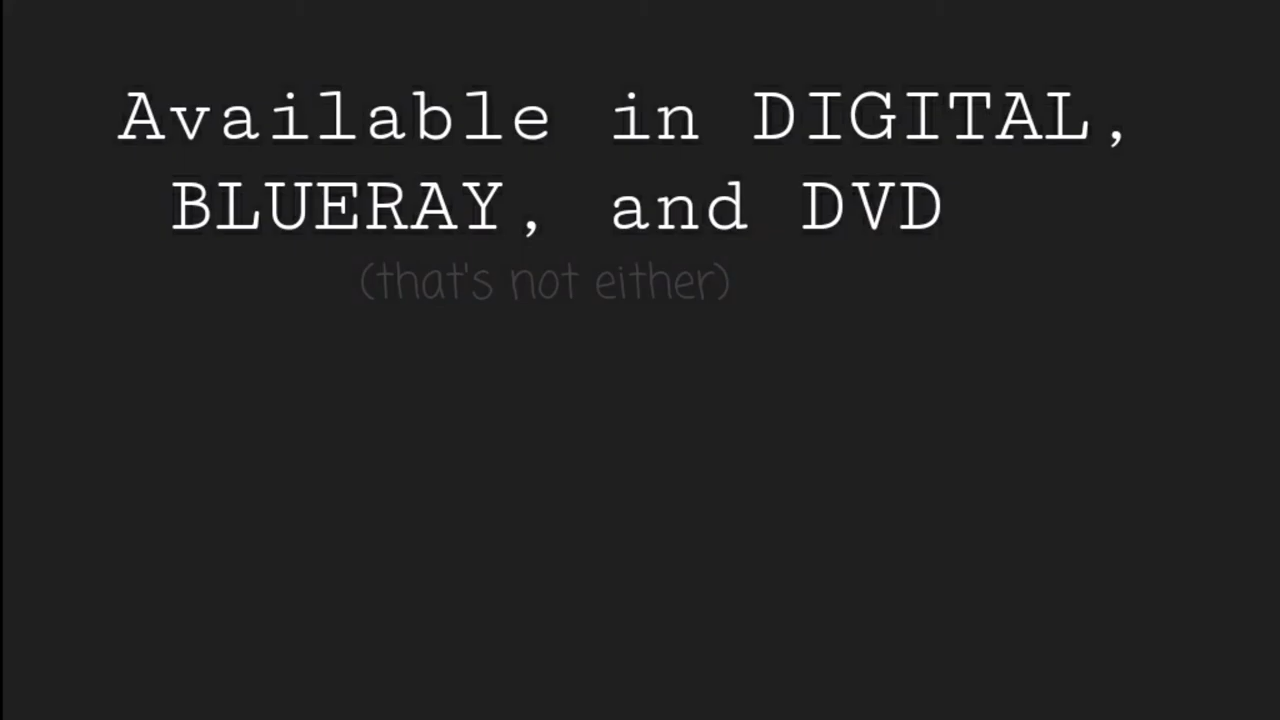 Available in DIGITAL,
BLUERAY, and DVD
(that's not either)